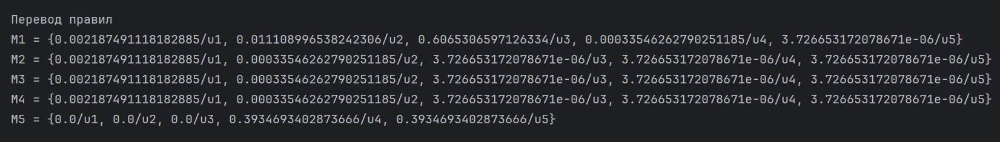 Перевод правил
M1 = {0.002187491118182885/u1, 0.011108996538242306/u2, 0.6065306597126334/u3, 0.00033546262790251185/u4, 3.726653172078671e-06/u5}
M2 = {0.002187491118182885/u1, 0.00033546262790251185/u2, 3.726653172078671e-06/u3, 3.726653172078671e-06/u4, 3.726653172078671e-06/u5}
M3 = {0.002187491118182885/u1, 0.00033546262790251185/u2, 3.726653172078671e-06/u3, 3.726653172078671e-06/u4, 3.726653172078671e-06/u5}
M4 = {0.002187491118182885/u1, 0.00033546262790251185/u2, 3.726653172078671e-06/u3, 3.726653172078671e-06/u4, 3.726653172078671e-06/u5}
M5 = {0.0/u1, 0.0/u2, 0.0/u3, 0.3934693402873666/u4, 0.3934693402873666/u5}